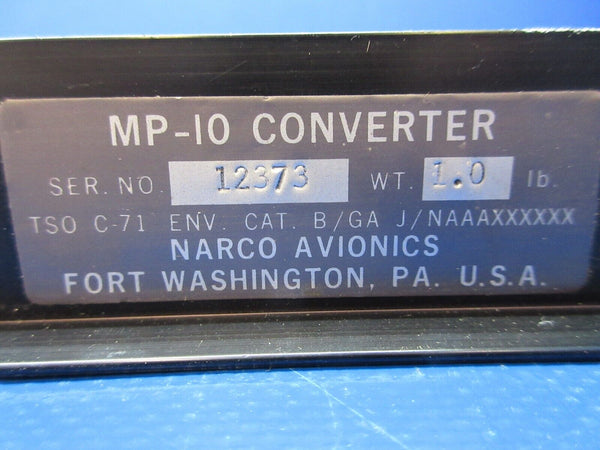 MP-10 CONVERTER
SER. NO. 12373 WT. 1.0 lb.
TSO C-71 ENV. CAT. B/GA J/NAAAXXXXXX
NARCO AVIONICS
FORT WASHINGTON, PA. U.S.A.